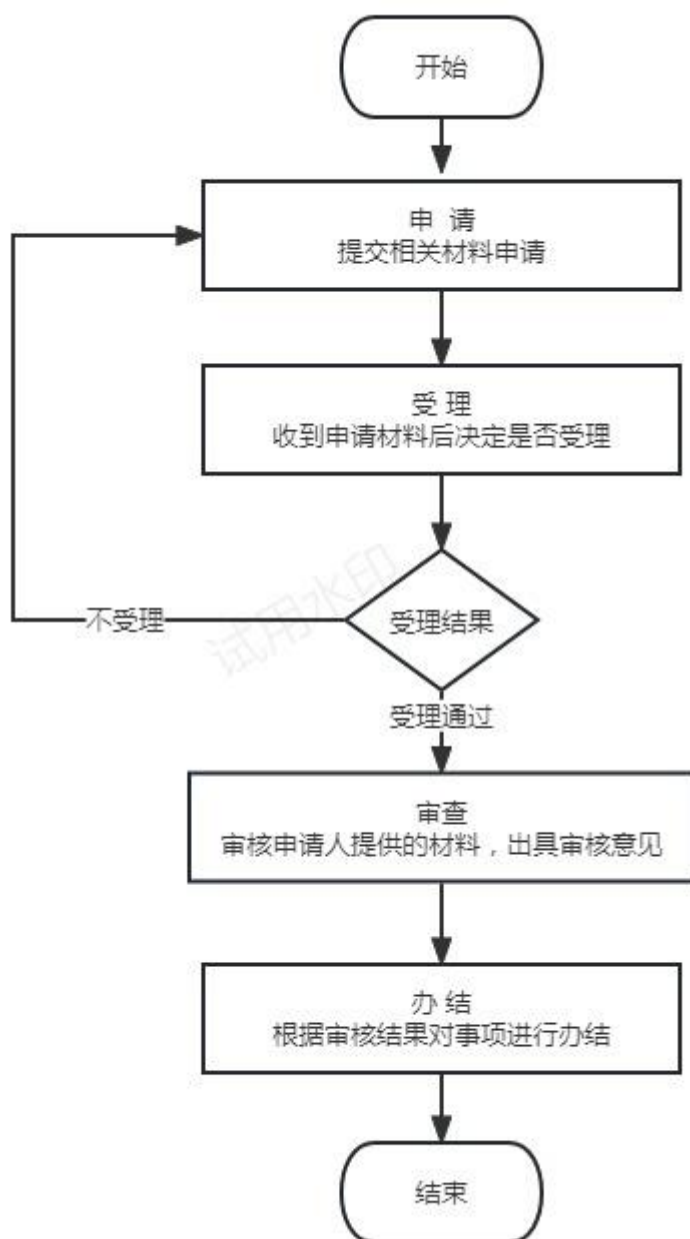 开始
申 请
提交相关材料申请
受 理
收到申请材料后决定是否受理
试用水印
受理结果
不受理
受理通过
审查
审核申请人提供的材料，出具审核意见
办 结
根据审核结果对事项进行办结
结束